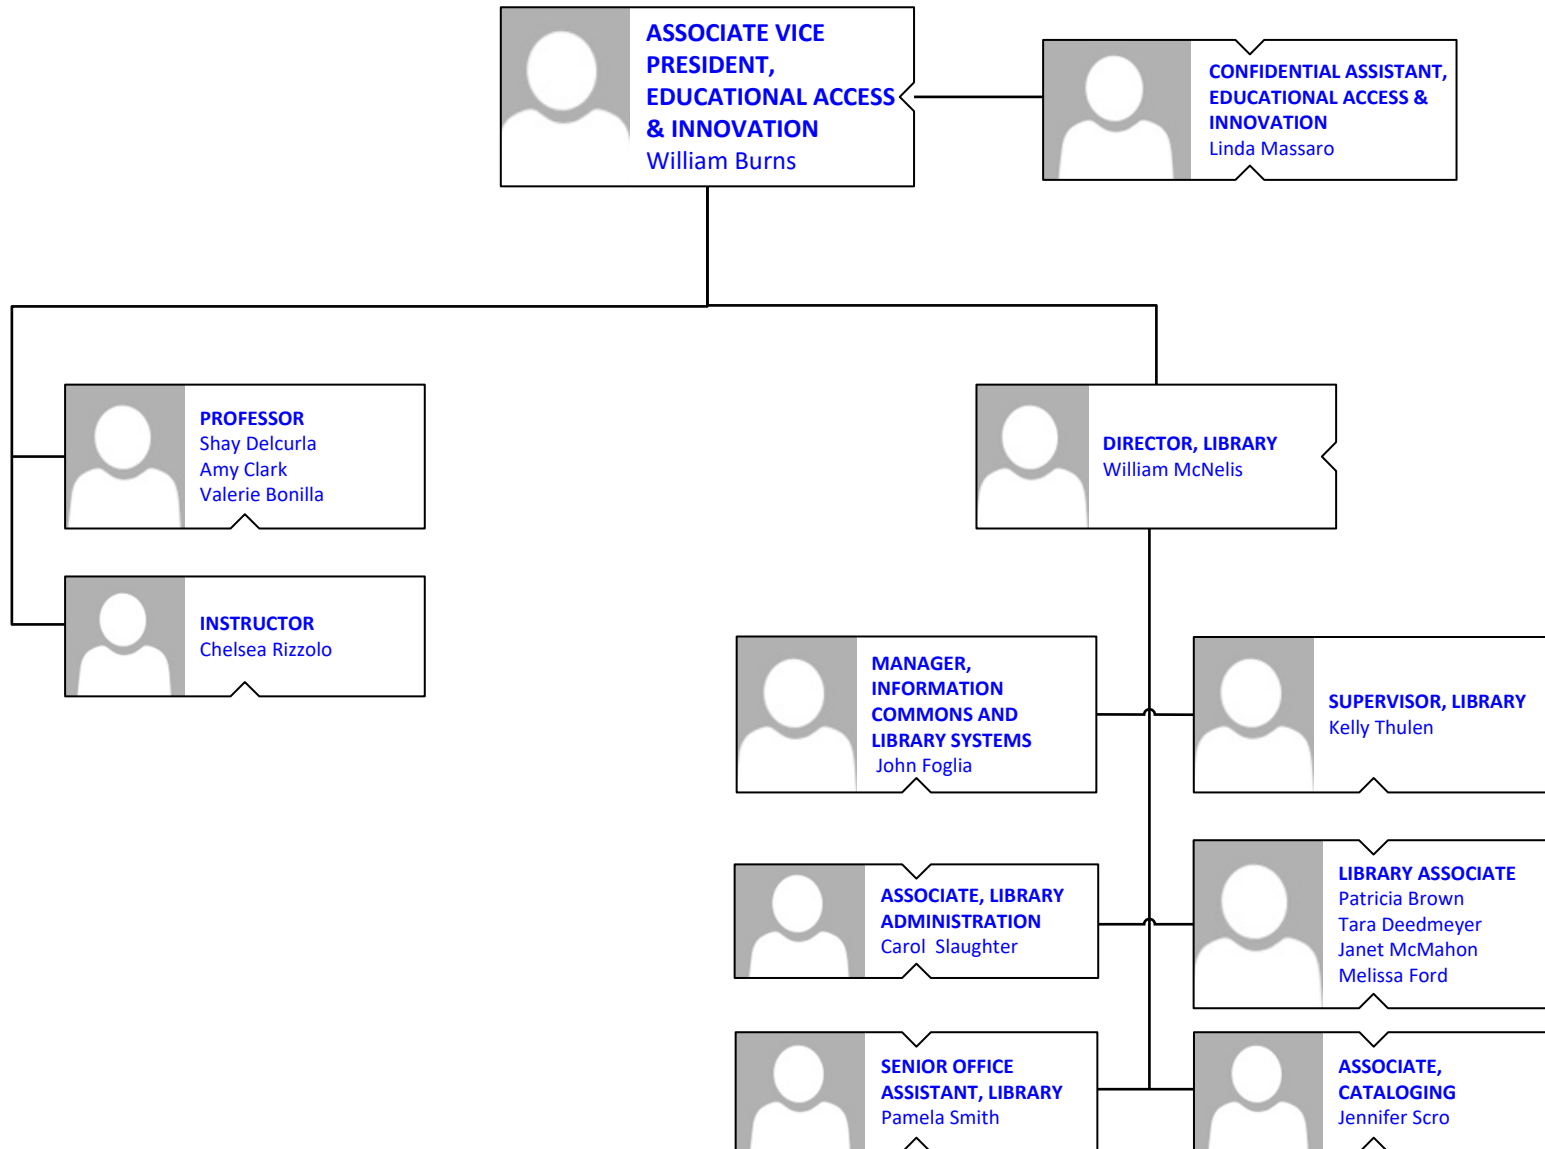 ASSOCIATE VICE
PRESIDENT,
EDUCATIONAL ACCESS
& INNOVATION
William Burns
CONFIDENTIAL ASSISTANT,
EDUCATIONAL ACCESS &
INNOVATION
Linda Massaro
PROFESSOR
Shay Delcurla
Amy Clark
Valerie Bonilla
DIRECTOR, LIBRARY
William McNelis
INSTRUCTOR
Chelsea Rizzolo
MANAGER,
INFORMATION
COMMONS AND
LIBRARY SYSTEMS
John Foglia
SUPERVISOR, LIBRARY
Kelly Thulen
ASSOCIATE, LIBRARY
ADMINISTRATION
Carol  Slaughter
LIBRARY ASSOCIATE
Patricia Brown
Tara Deedmeyer
Janet McMahon
Melissa Ford
SENIOR OFFICE
ASSISTANT, LIBRARY
Pamela Smith
ASSOCIATE,
CATALOGING
Jennifer Scro